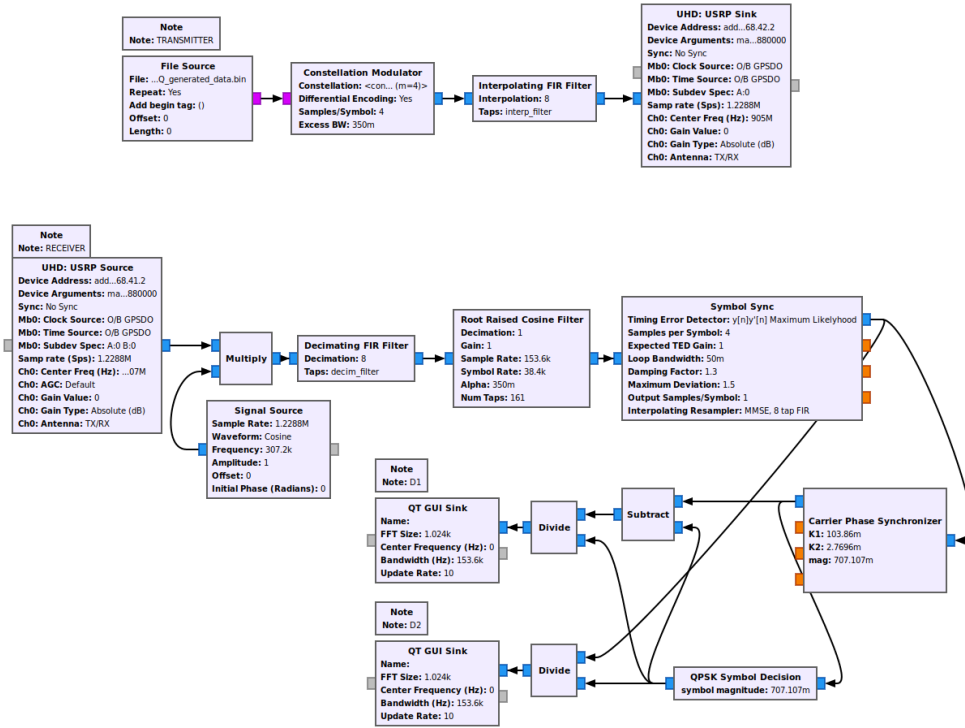 Note
Note: TRANSMITTER
File Source
File: ...Q_generated_data.bin
Repeat: Yes
Add begin tag: ()
Offset: 0
Length: 0
Constellation Modulator
Constellation: <con... (m=4)>
Differential Encoding: Yes
Samples/Symbol: 4
Excess BW: 350m
Interpolating FIR Filter
Interpolation: 8
Taps: interp_filter
UHD: USRP Sink
Device Address: add...68.42.2
Device Arguments: ma...880000
Sync: No Sync
Mb0: Clock Source: O/B GPSDO
Mb0: Time Source: O/B GPSDO
Mb0: Subdev Spec: A:0
Samp rate (Sps): 1.2288M
Ch0: Center Freq (Hz): 905M
Ch0: Gain Value: 0
Ch0: Gain Type: Absolute (dB)
Ch0: Antenna: TX/RX
Note
Note: RECEIVER
UHD: USRP Source
Device Address: add...68.41.2
Device Arguments: ma...880000
Sync: No Sync
Mb0: Clock Source: O/B GPSDO
Mb0: Time Source: O/B GPSDO
Mb0: Subdev Spec: A:0 B:0
Samp rate (Sps): 1.2288M
Ch0: Center Freq (Hz): ...07M
Ch0: AGC: Default
Ch0: Gain Value: 0
Ch0: Gain Type: Absolute (dB)
Ch0: Antenna: TX/RX
Multiply
Signal Source
Sample Rate: 1.2288M
Waveform: Cosine
Frequency: 307.2k
Amplitude: 1
Offset: 0
Initial Phase (Radians): 0
Decimating FIR Filter
Decimation: 8
Taps: decim_filter
Root Raised Cosine Filter
Decimation: 1
Gain: 1
Sample Rate: 153.6k
Symbol Rate: 38.4k
Alpha: 350m
Num Taps: 161
Symbol Sync
Timing Error Detector: y[n]y'[n] Maximum Likelyhood
Samples per Symbol: 4
Expected TED Gain: 1
Loop Bandwidth: 50m
Damping Factor: 1.3
Maximum Deviation: 1.5
Output Samples/Symbol: 1
Interpolating Resampler: MMSE, 8 tap FIR
Note
Note: D1
QT GUI Sink
Name:
FFT Size: 1.024k
Center Frequency (Hz): 0
Bandwidth (Hz): 153.6k
Update Rate: 10
Divide
Subtract
Carrier Phase Synchronizer
K1: 103.86m
K2: 2.7696m
mag: 707.107m
Note
Note: D2
QT GUI Sink
Name:
FFT Size: 1.024k
Center Frequency (Hz): 0
Bandwidth (Hz): 153.6k
Update Rate: 10
Divide
QPSK Symbol Decision
symbol magnitude: 707.107m